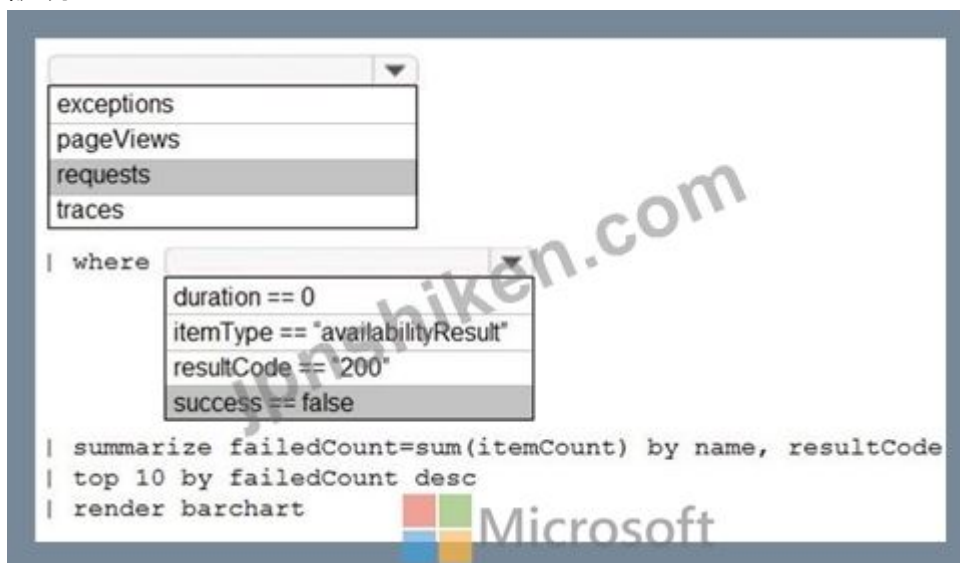 exceptions
pageViews
requests
traces
| where
duration == 0
itemType == "availabilityResult"
resultCode == "200"
success == false
| summarize failedCount=sum(itemCount) by name, resultCode
| top 10 by failedCount desc
| render barchart
Microsoft
jpnshiken.com